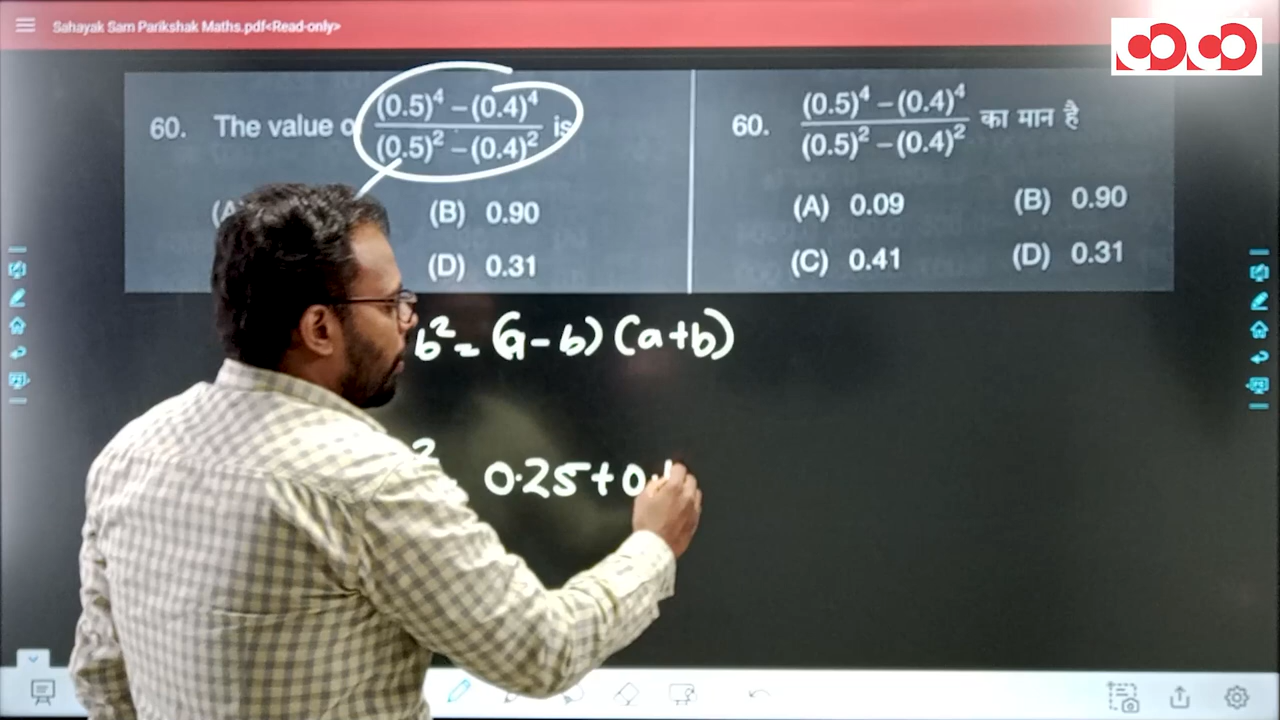 Sahayak Sam Parikshak Maths.pdf<Read-only>
60. The value o (0.5)⁴ – (0.4)⁴ / (0.5)² – (0.4)² is
(B) 0.90
(D) 0.31
60. (0.5)⁴ – (0.4)⁴ / (0.5)² – (0.4)² का मान है
(A) 0.09 (B) 0.90
(C) 0.41 (D) 0.31
b² = (a – b) (a + b)
2
0.25 + 0.